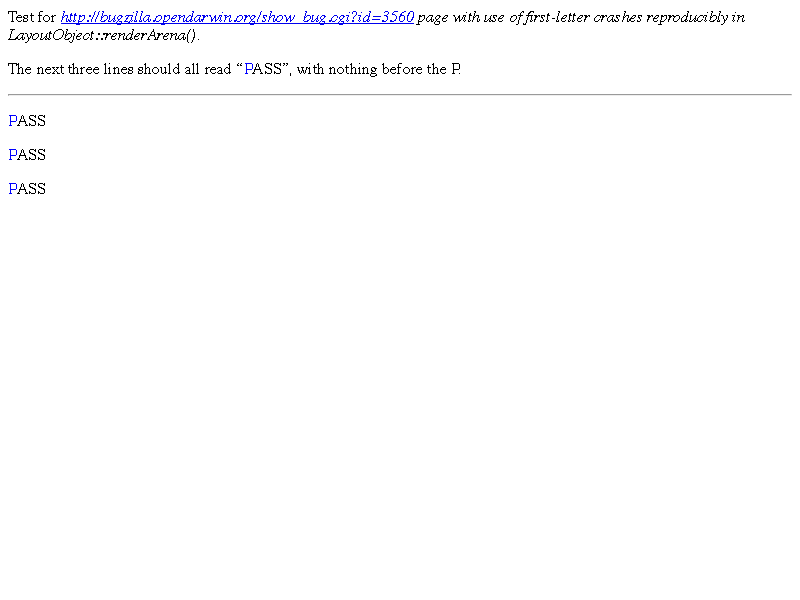 Test for http://bugzilla.opendarwin.org/show_bug.cgi?id=3560 page with use of first-letter crashes reproducibly in
LayoutObject::renderArena().
The next three lines should all read “PASS”, with nothing before the P.
PASS
PASS
PASS